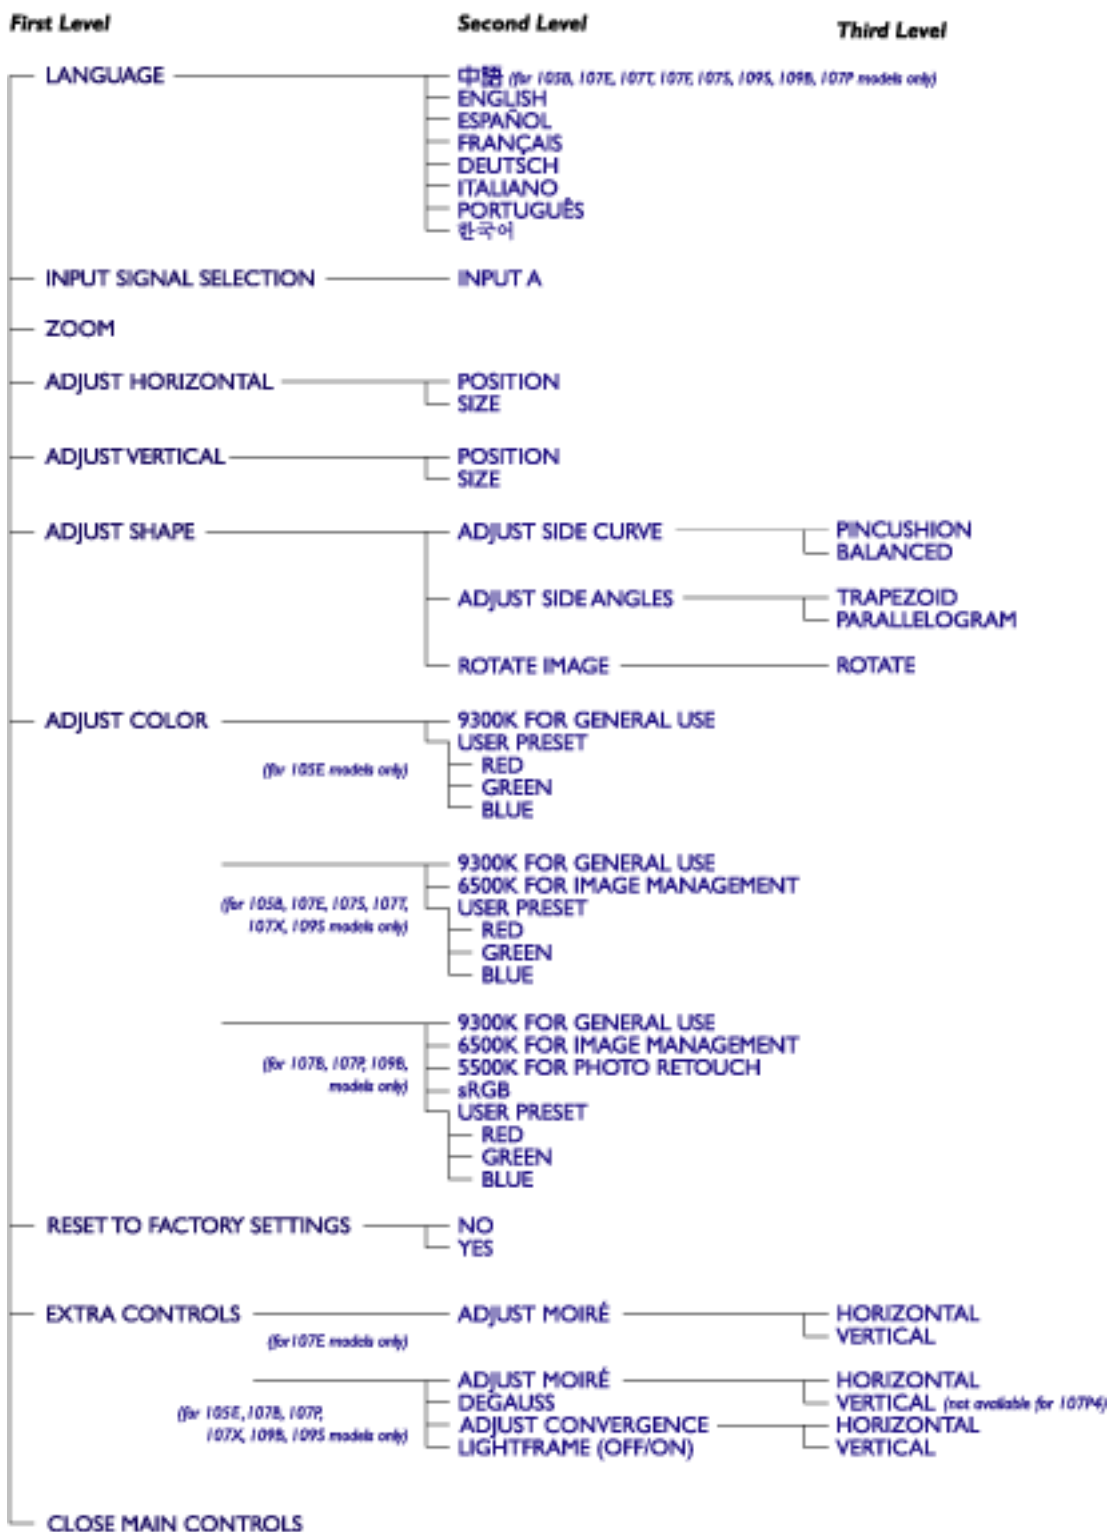 First Level Second Level Third Level
LANGUAGE 中語 (for 105B, 107E, 107T, 107F, 107S, 109S, 109B, 107P models only)
ENGLISH
ESPAÑOL
FRANÇAIS
DEUTSCH
ITALIANO
PORTUGUÊS
한국어
INPUT SIGNAL SELECTION INPUT A
ZOOM
ADJUST HORIZONTAL POSITION
SIZE
ADJUST VERTICAL POSITION
SIZE
ADJUST SHAPE ADJUST SIDE CURVE PINCUSHION
BALANCED
ADJUST SIDE ANGLES TRAPEZOID
PARALLELOGRAM
ROTATE IMAGE ROTATE
ADJUST COLOR 9300K FOR GENERAL USE
USER PRESET
(for 105E models only) RED
GREEN
BLUE
9300K FOR GENERAL USE
6500K FOR IMAGE MANAGEMENT
(for 105B, 107E, 107S, 107T, USER PRESET
107X, 109S models only) RED
GREEN
BLUE
9300K FOR GENERAL USE
6500K FOR IMAGE MANAGEMENT
(for 107B, 107P, 109B, 5500K FOR PHOTO RETOUCH
models only) sRGB
USER PRESET
RED
GREEN
BLUE
RESET TO FACTORY SETTINGS NO
YES
EXTRA CONTROLS ADJUST MOIRÉ HORIZONTAL
(for107E models only) VERTICAL
ADJUST MOIRÉ HORIZONTAL
(for 105E, 107B, 107P, DEGAUSS VERTICAL (not available for 107P4)
107X, 109B, 109S models only) ADJUST CONVERGENCE HORIZONTAL
LIGHTFRAME (OFF/ON) VERTICAL
CLOSE MAIN CONTROLS